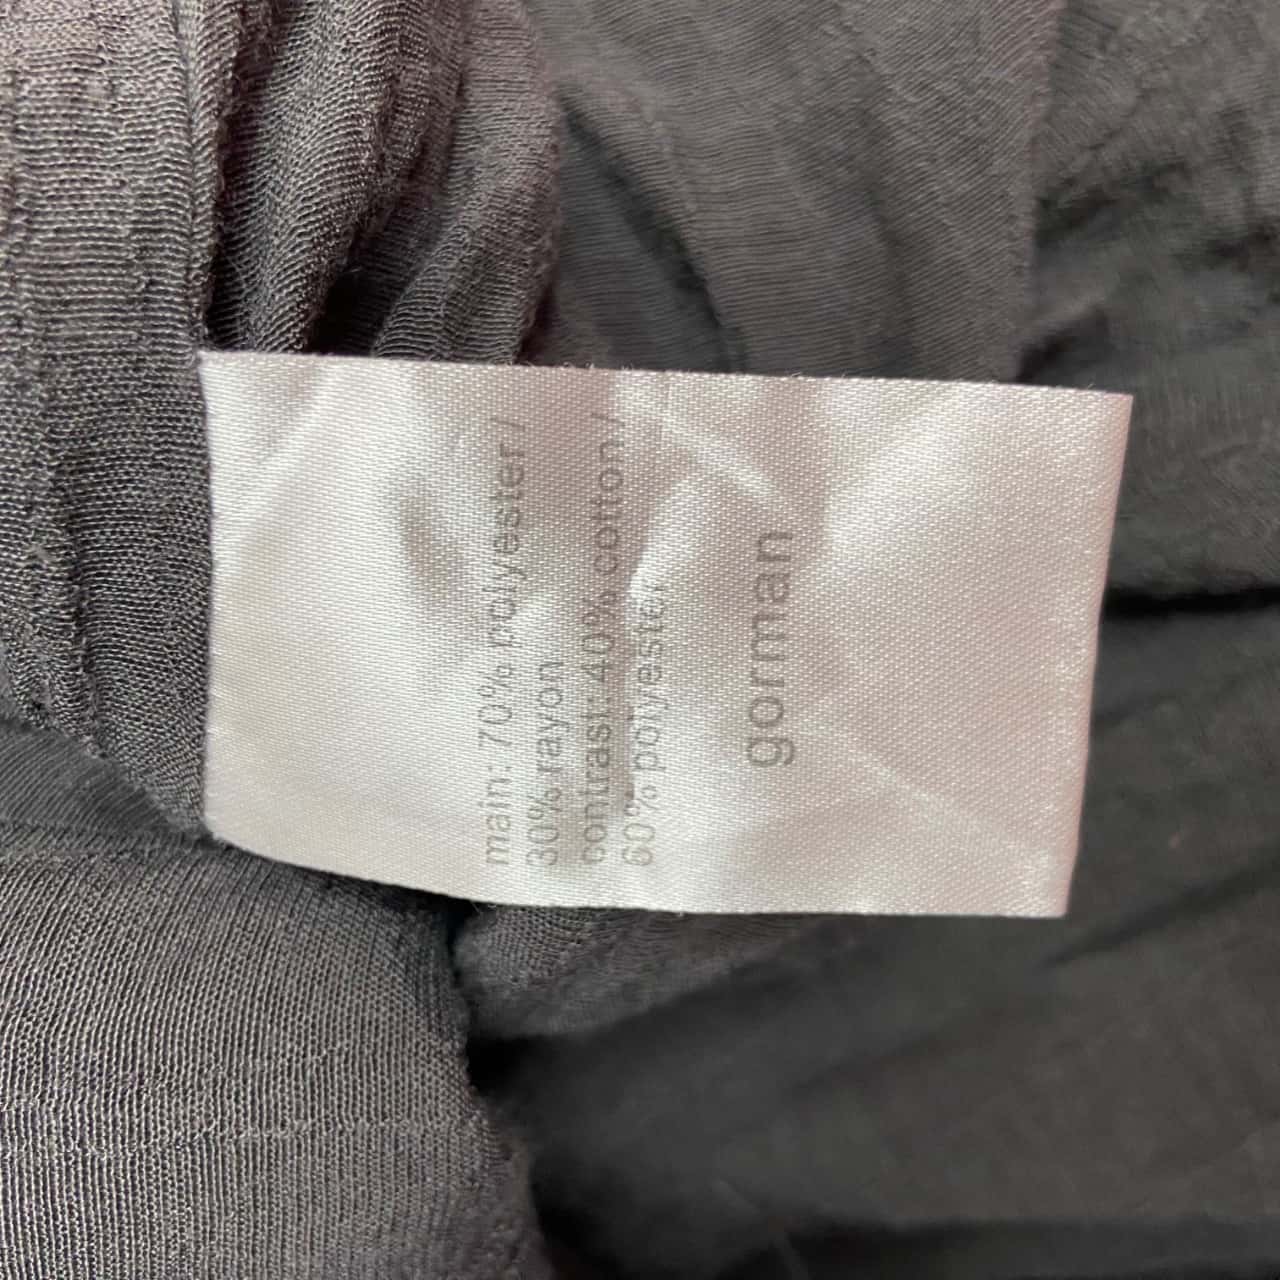 main: 70% polyester/
30% rayon
contrast: 40% cotton/
60% polyester
gorman